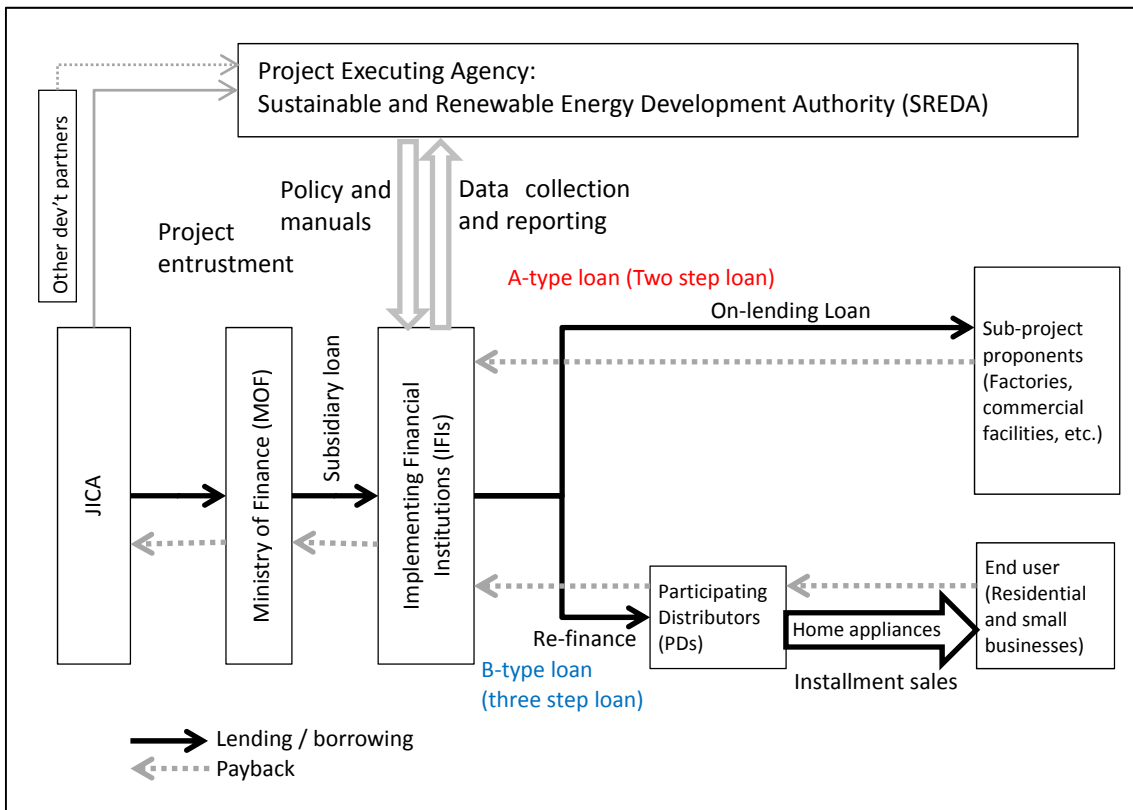 Project Executing Agency:
Sustainable and Renewable Energy Development Authority (SREDA)
Other dev't partners
Policy and
manuals
Data collection
and reporting
Project
entrustment
A-type loan (Two step loan)
On-lending Loan
Sub-project
proponents
(Factories,
commercial
facilities, etc.)
JICA
Ministry of Finance (MOF)
Subsidiary loan
Implementing Financial
Institutions (IFIs)
Re-finance
Participating
Distributors
(PDs)
Home appliances
Installment sales
End user
(Residential
and small
businesses)
B-type loan
(three step loan)
Lending / borrowing
Payback